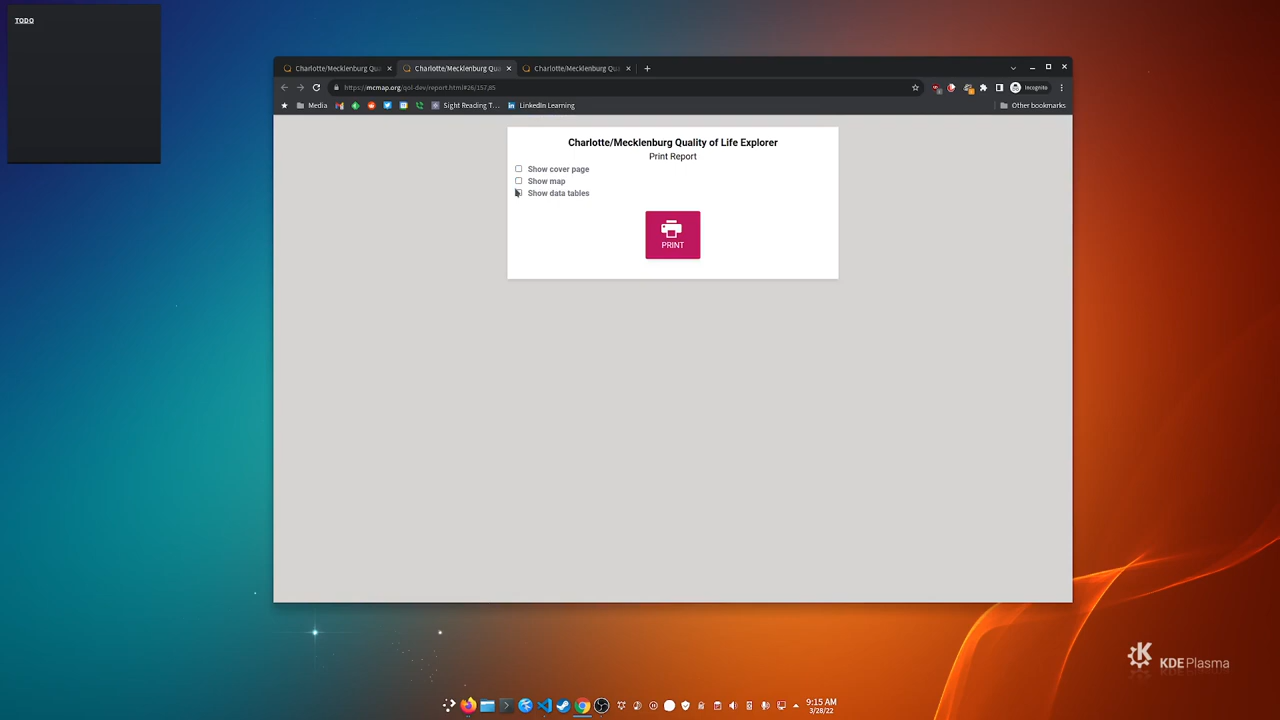 TODO
Charlotte/Mecklenburg Qu
Charlotte/Mecklenburg Qua
Charlotte/Mecklenburg Qu
https://mcmap.org/qol-dev/report.html#26/157,85
Incognito
Media
Sight Reading T...
LinkedIn Learning
Other bookmarks
Charlotte/Mecklenburg Quality of Life Explorer
Print Report
Show cover page
Show map
Show data tables
PRINT
KDE Plasma
9:15 AM
3/28/22